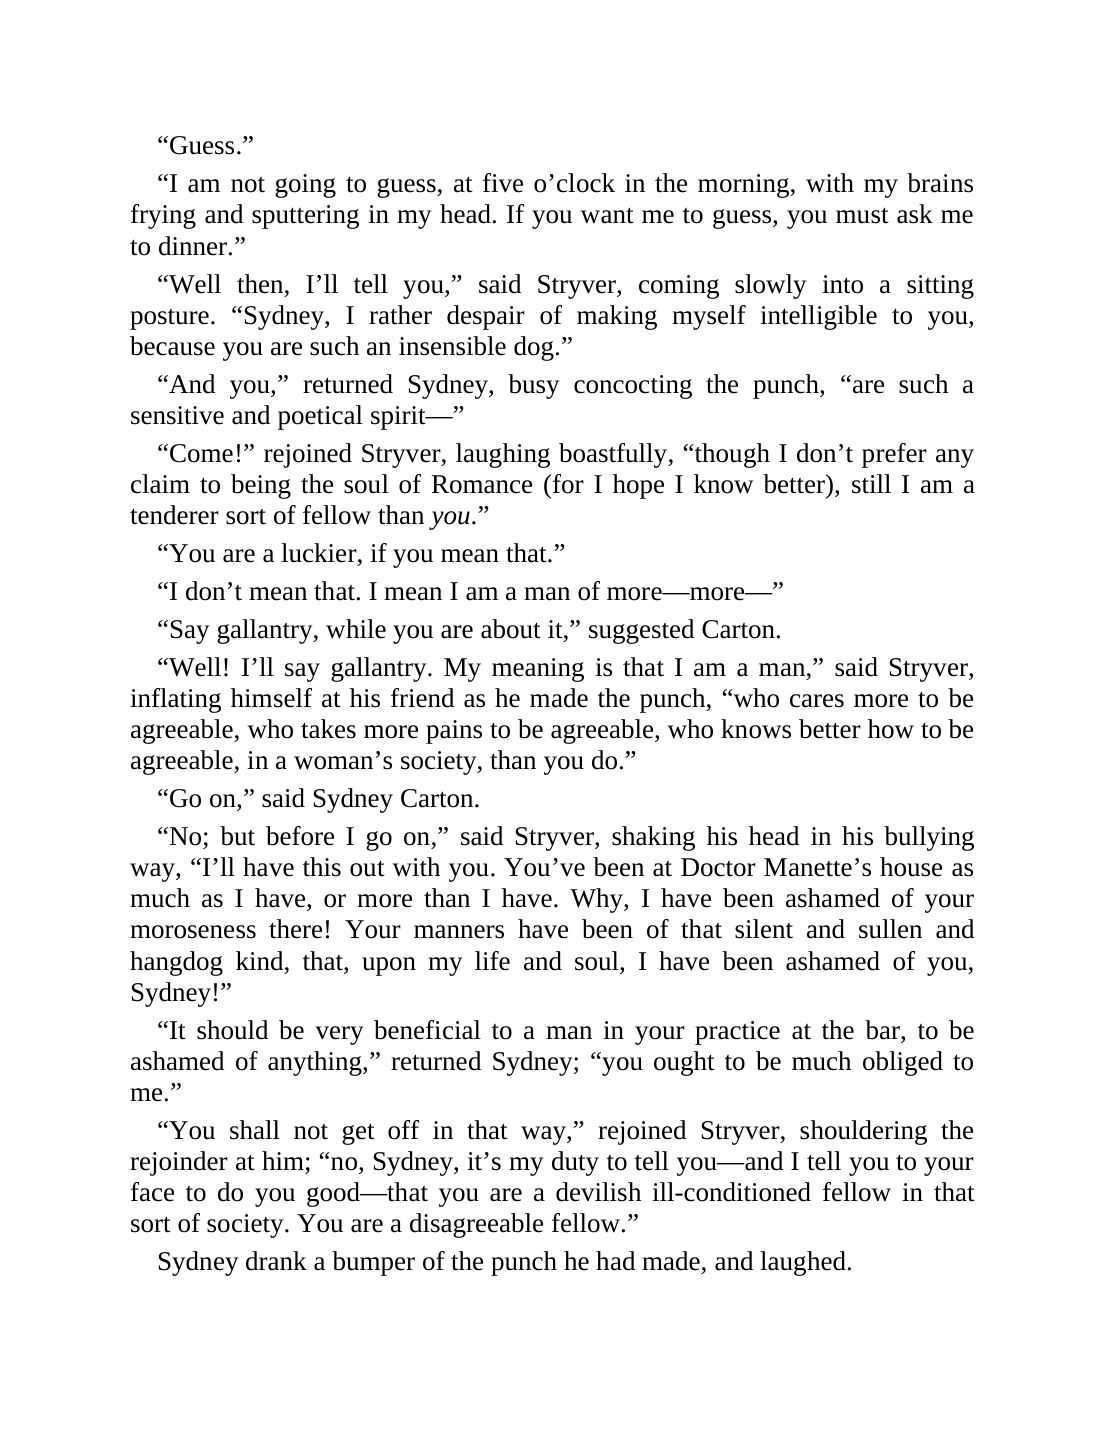 “Guess.”
“I am not going to guess, at five o’clock in the morning, with my brains
frying and sputtering in my head. If you want me to guess, you must ask me
to dinner.”
“Well then, I’ll tell you,” said Stryver, coming slowly into a sitting
posture. “Sydney, I rather despair of making myself intelligible to you,
because you are such an insensible dog.”
“And you,” returned Sydney, busy concocting the punch, “are such a
sensitive and poetical spirit—”
“Come!” rejoined Stryver, laughing boastfully, “though I don’t prefer any
claim to being the soul of Romance (for I hope I know better), still I am a
tenderer sort of fellow than you.”
“You are a luckier, if you mean that.”
“I don’t mean that. I mean I am a man of more—more—”
“Say gallantry, while you are about it,” suggested Carton.
“Well! I’ll say gallantry. My meaning is that I am a man,” said Stryver,
inflating himself at his friend as he made the punch, “who cares more to be
agreeable, who takes more pains to be agreeable, who knows better how to be
agreeable, in a woman’s society, than you do.”
“Go on,” said Sydney Carton.
“No; but before I go on,” said Stryver, shaking his head in his bullying
way, “I’ll have this out with you. You’ve been at Doctor Manette’s house as
much as I have, or more than I have. Why, I have been ashamed of your
moroseness there! Your manners have been of that silent and sullen and
hangdog kind, that, upon my life and soul, I have been ashamed of you,
Sydney!”
“It should be very beneficial to a man in your practice at the bar, to be
ashamed of anything,” returned Sydney; “you ought to be much obliged to
me.”
“You shall not get off in that way,” rejoined Stryver, shouldering the
rejoinder at him; “no, Sydney, it’s my duty to tell you—and I tell you to your
face to do you good—that you are a devilish ill-conditioned fellow in that
sort of society. You are a disagreeable fellow.”
Sydney drank a bumper of the punch he had made, and laughed.